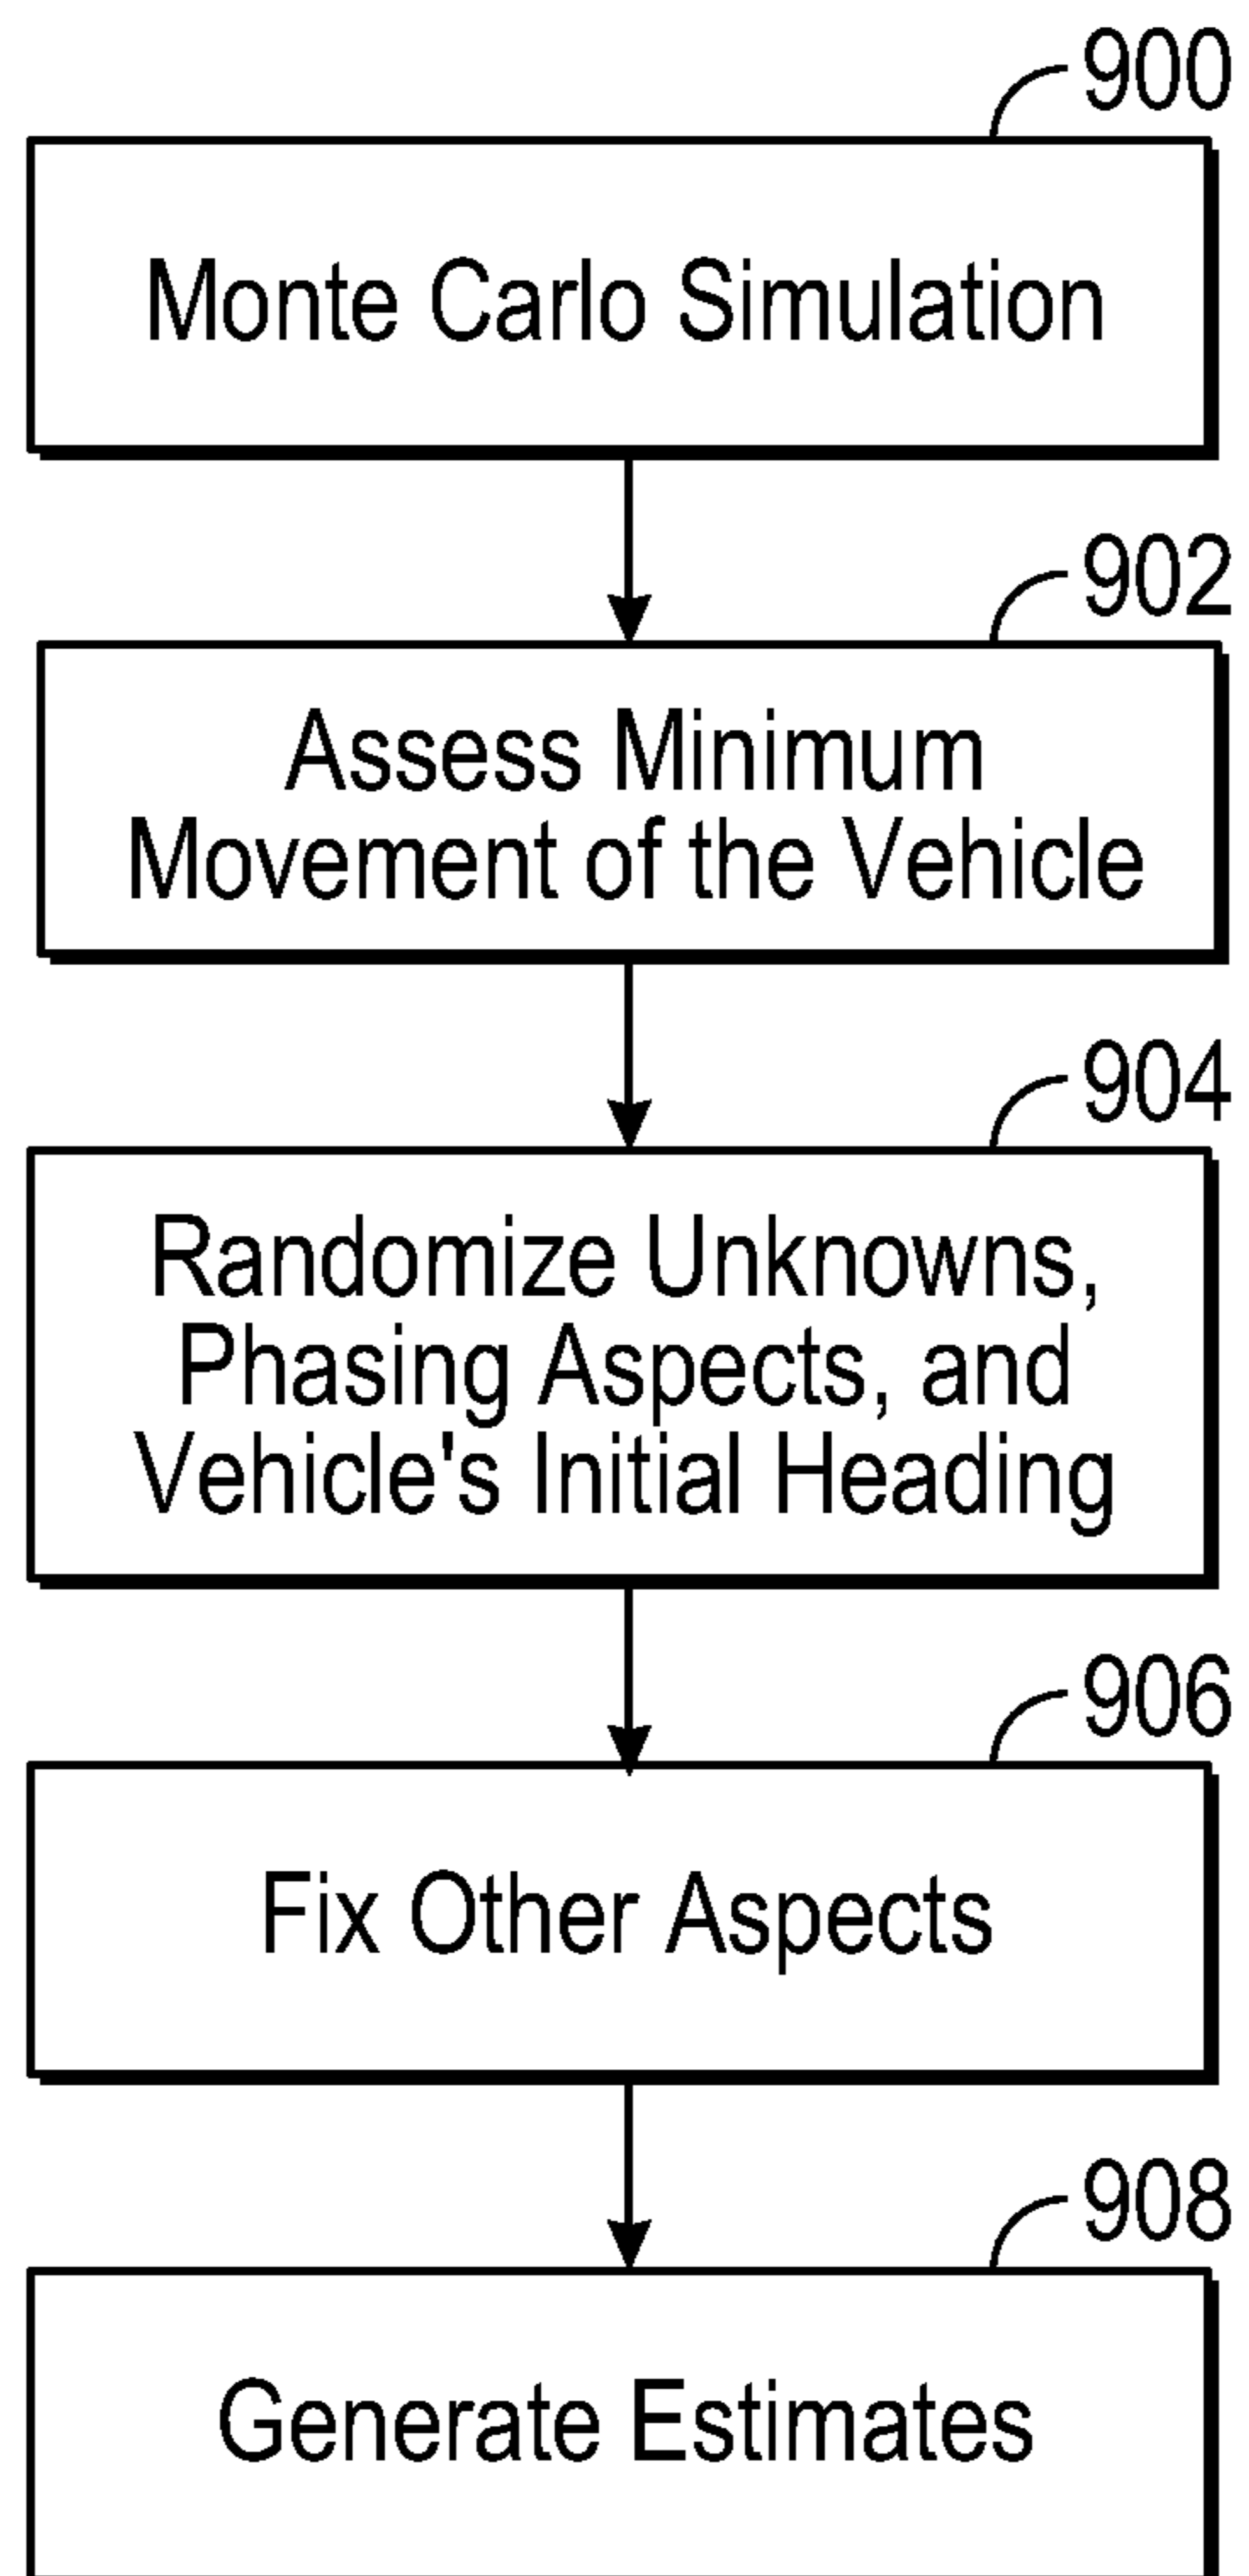 900
Monte Carlo Simulation
902
Assess Minimum
Movement of the Vehicle
904
Randomize Unknowns,
Phasing Aspects, and
Vehicle's Initial Heading
906
Fix Other Aspects
908
Generate Estimates